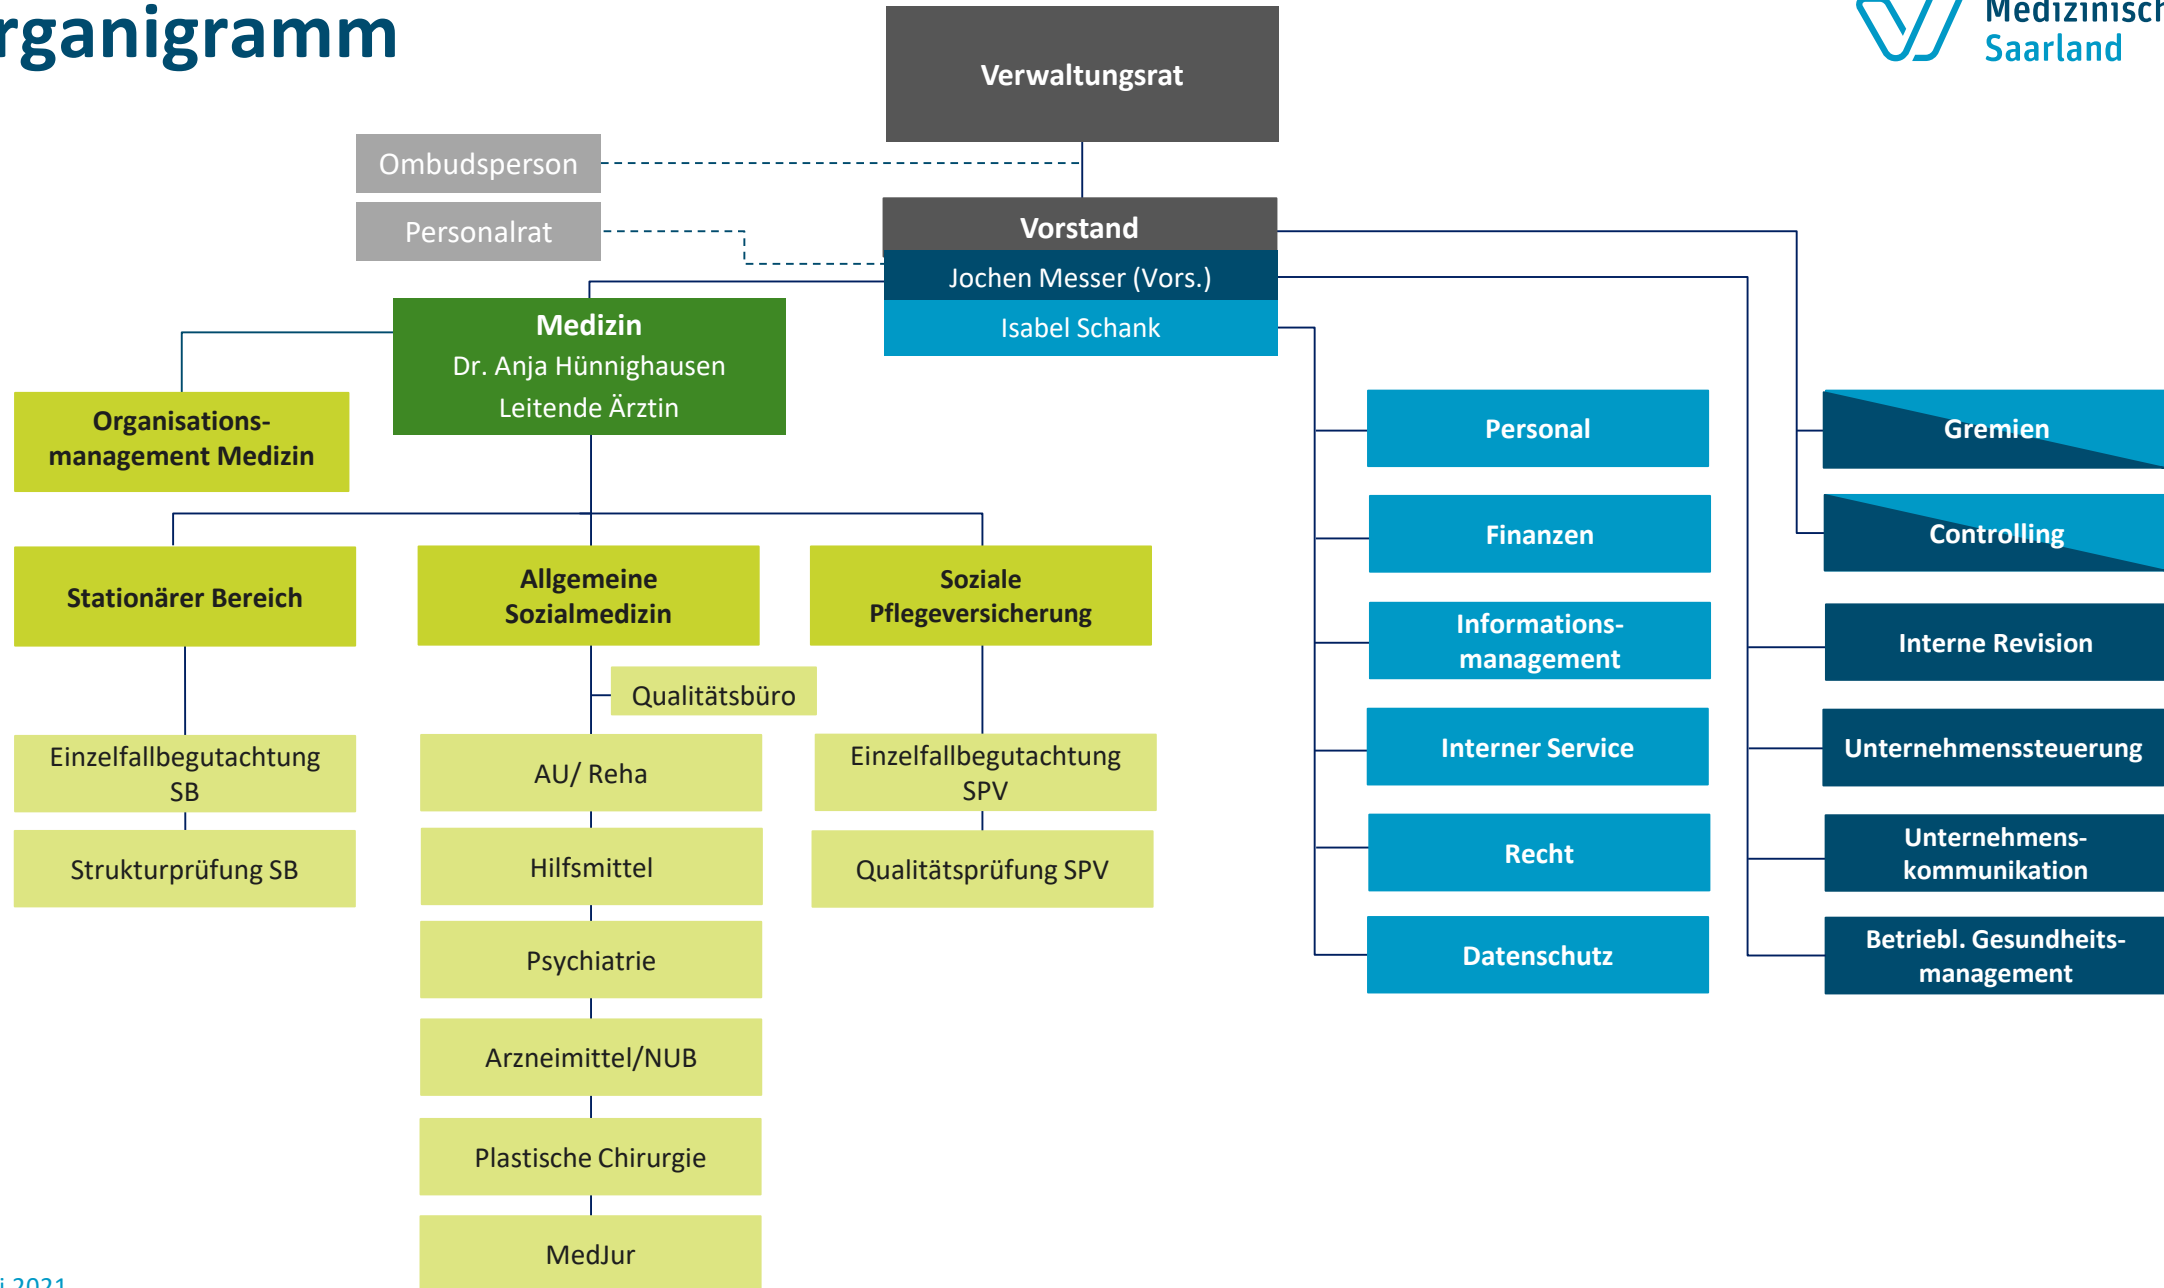 rganigramm
Medizinisch
Saarland
Verwaltungsrat
Ombudsperson
Personalrat
Vorstand
Jochen Messer (Vors.)
Isabel Schank
Medizin
Dr. Anja Hünnighausen
Leitende Ärztin
Organisations-
management Medizin
Stationärer Bereich
Allgemeine
Sozialmedizin
Soziale
Pflegeversicherung
Qualitätsbüro
Einzelfallbegutachtung
SB
Strukturprüfung SB
AU/ Reha
Hilfsmittel
Psychiatrie
Arzneimittel/NUB
Plastische Chirurgie
MedJur
Einzelfallbegutachtung
SPV
Qualitätsprüfung SPV
Personal
Finanzen
Informations-
management
Interner Service
Recht
Datenschutz
Gremien
Controlling
Interne Revision
Unternehmenssteuerung
Unternehmens-
kommunikation
Betriebl. Gesundheits-
management
i 2021